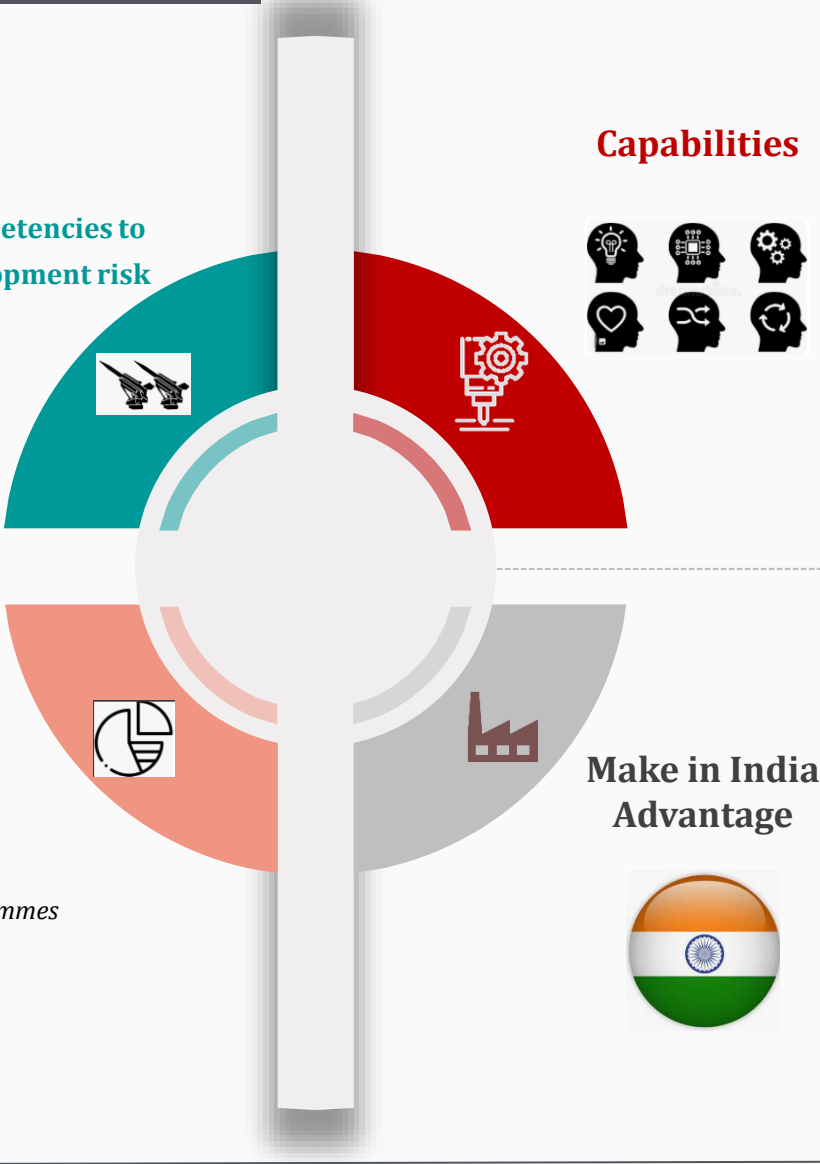 Capabilities
etencies to
opment risk
Make in India
Advantage
mmes